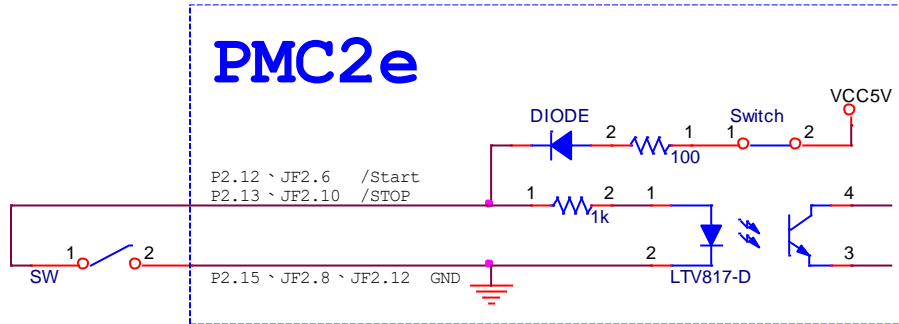 PMC2e
VCC5V
DIODE
Switch
2
1
1
2
100
P2.12、JF2.6 /Start
P2.13、JF2.10 /STOP
1
2
1
4
1k
1
2
2
3
SW
P2.15、JF2.8、JF2.12 GND
LTV817-D